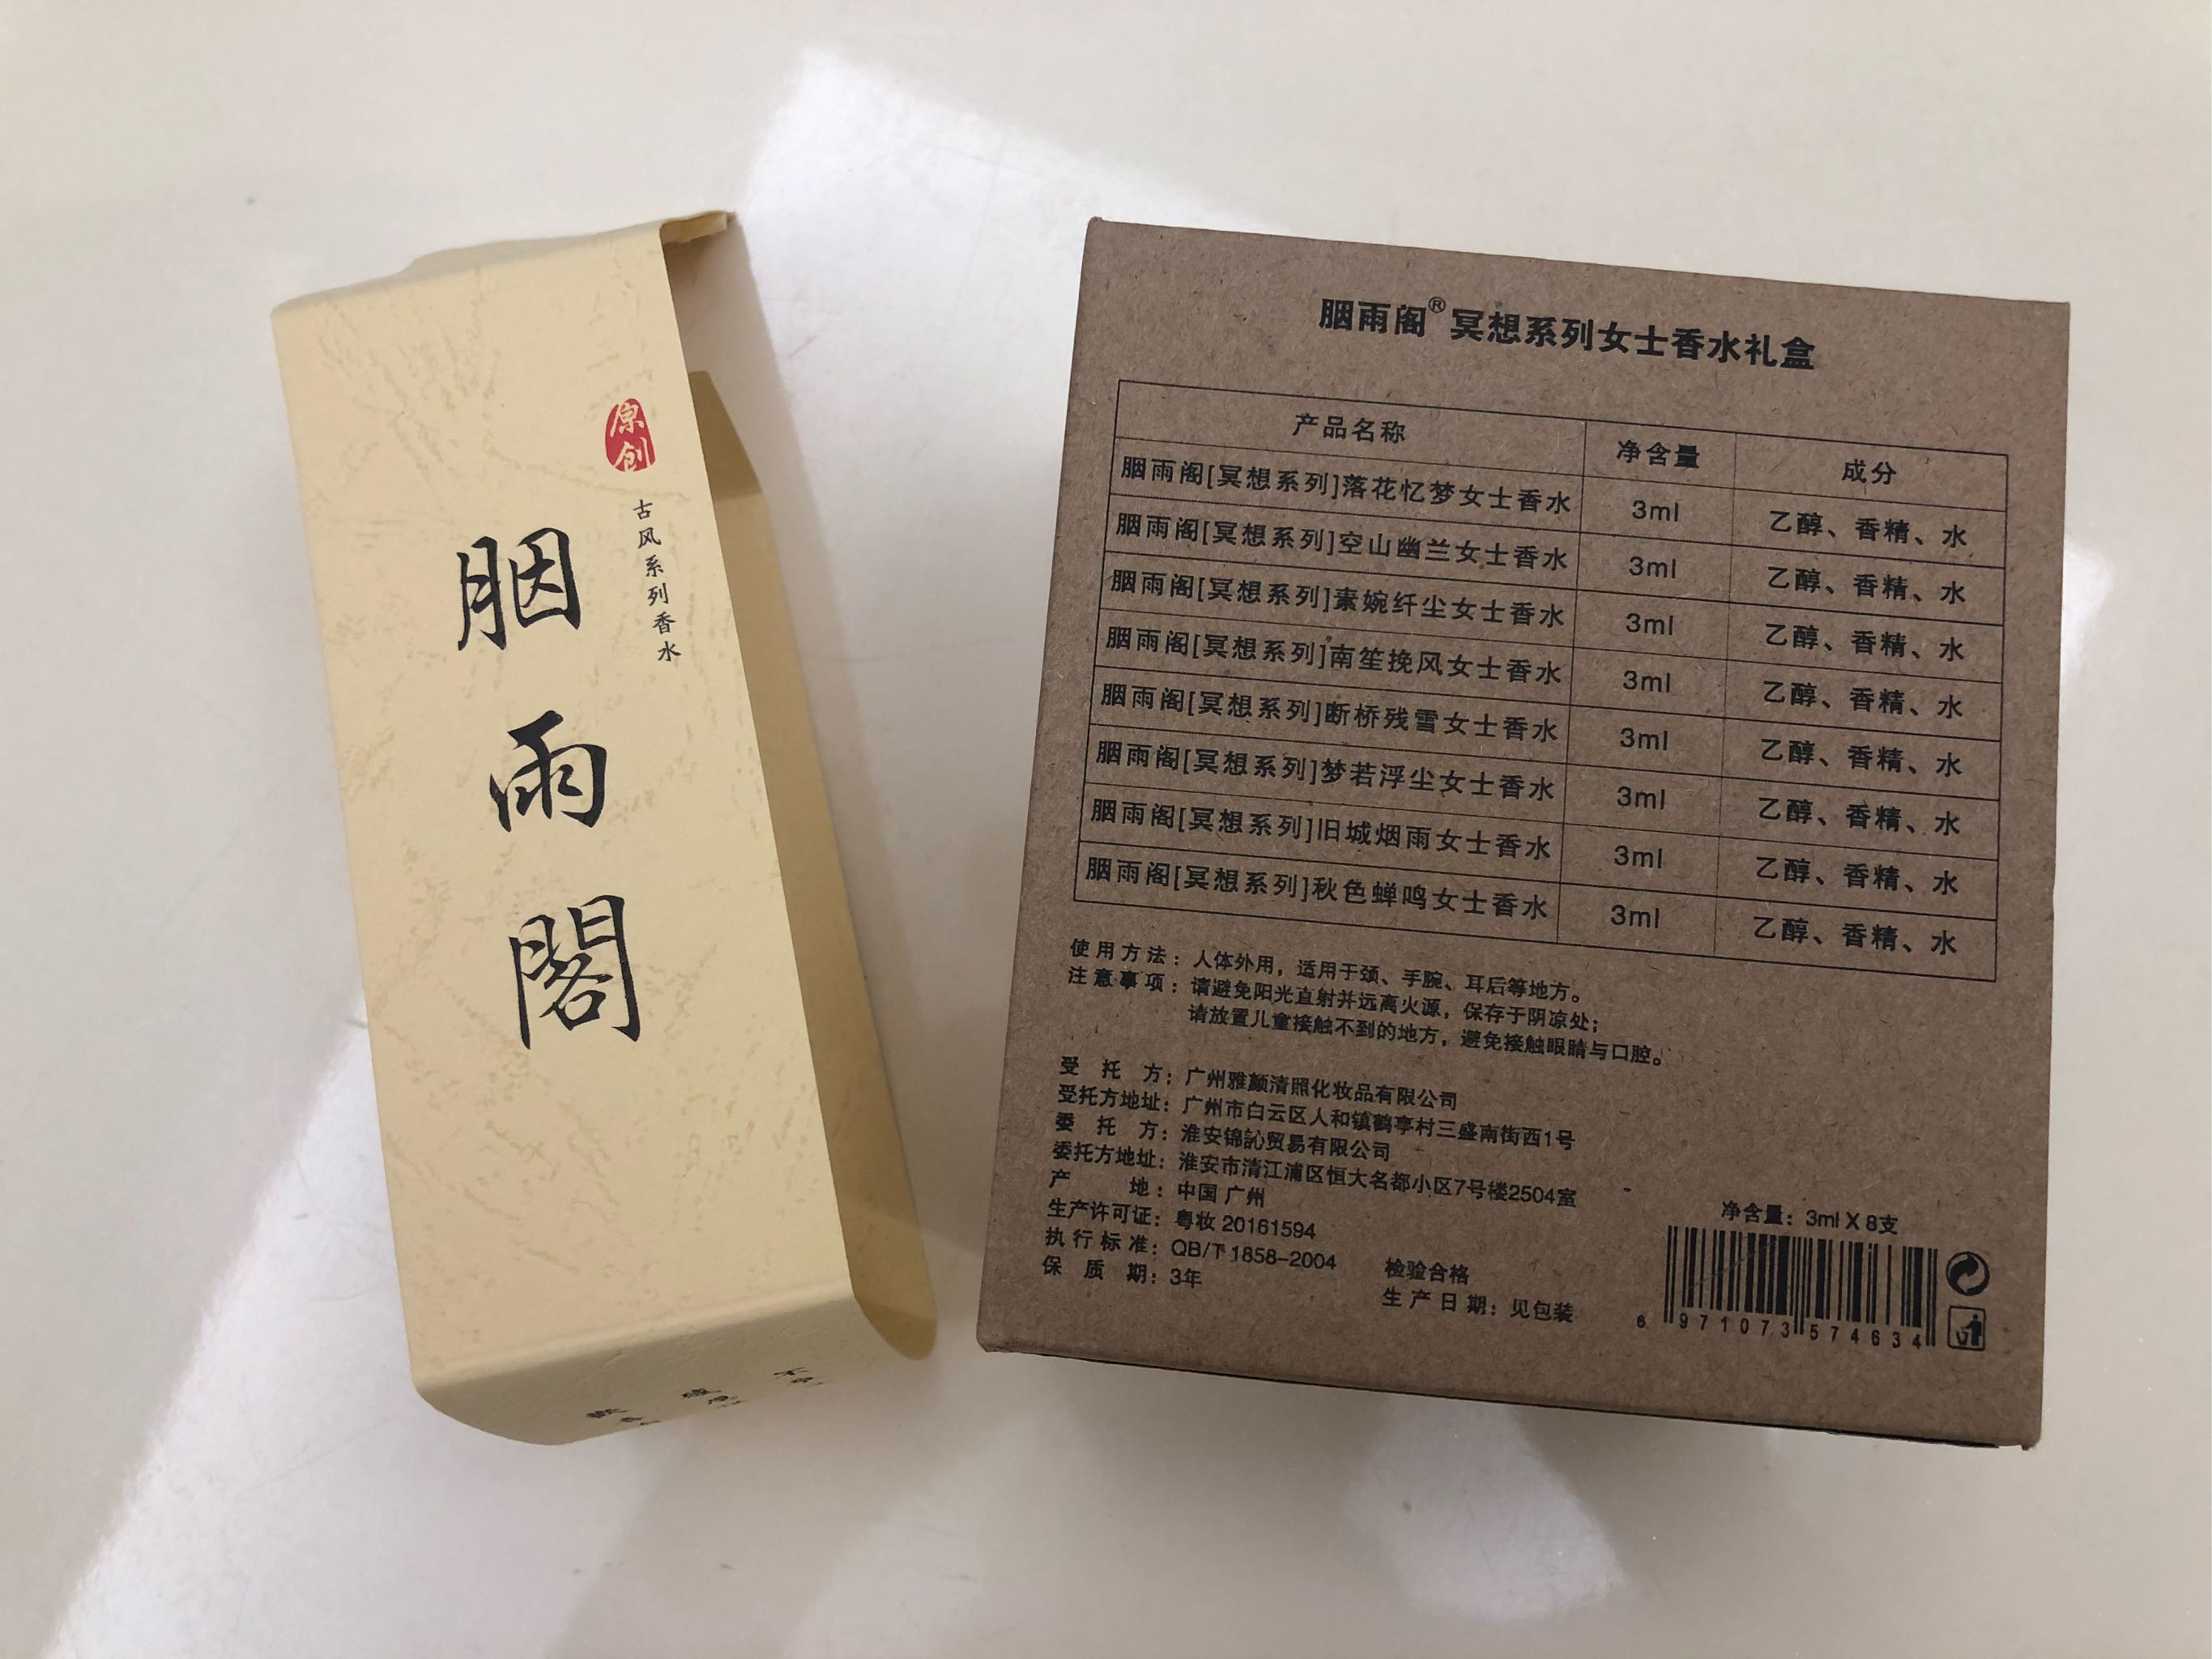 原创
古风系列香水
胭雨閣
胭雨阁®冥想系列女士香水礼盒
产品名称 净含量 成分
胭雨阁[冥想系列]落花忆梦女士香水 3ml 乙醇、香精、水
胭雨阁[冥想系列]空山幽兰女士香水 3ml 乙醇、香精、水
胭雨阁[冥想系列]素婉纤尘女士香水 3ml 乙醇、香精、水
胭雨阁[冥想系列]南笙挽风女士香水 3ml 乙醇、香精、水
胭雨阁[冥想系列]断桥残雪女士香水 3ml 乙醇、香精、水
胭雨阁[冥想系列]梦若浮尘女士香水 3ml 乙醇、香精、水
胭雨阁[冥想系列]旧城烟雨女士香水 3ml 乙醇、香精、水
胭雨阁[冥想系列]秋色蝉鸣女士香水 3ml 乙醇、香精、水
使用方法：人体外用，适用于颈、手腕、耳后等地方。
注意事项：请避免阳光直射并远离火源，保存于阴凉处；
请放置儿童接触不到的地方，避免接触眼睛与口腔。
受托方：广州雅颜清照化妆品有限公司
受托方地址：广州市白云区人和镇鹤亭村三盛南街西1号
委托方：淮安锦訫贸易有限公司
委托方地址：淮安市清江浦区恒大名都小区7号楼2504室
产地：中国 广州
生产许可证：粤妆 20161594
执行标准：QB/下1858-2004
保质期：3年
检验合格
生产日期：见包装
净含量：3ml X 8支
6 971073 574634